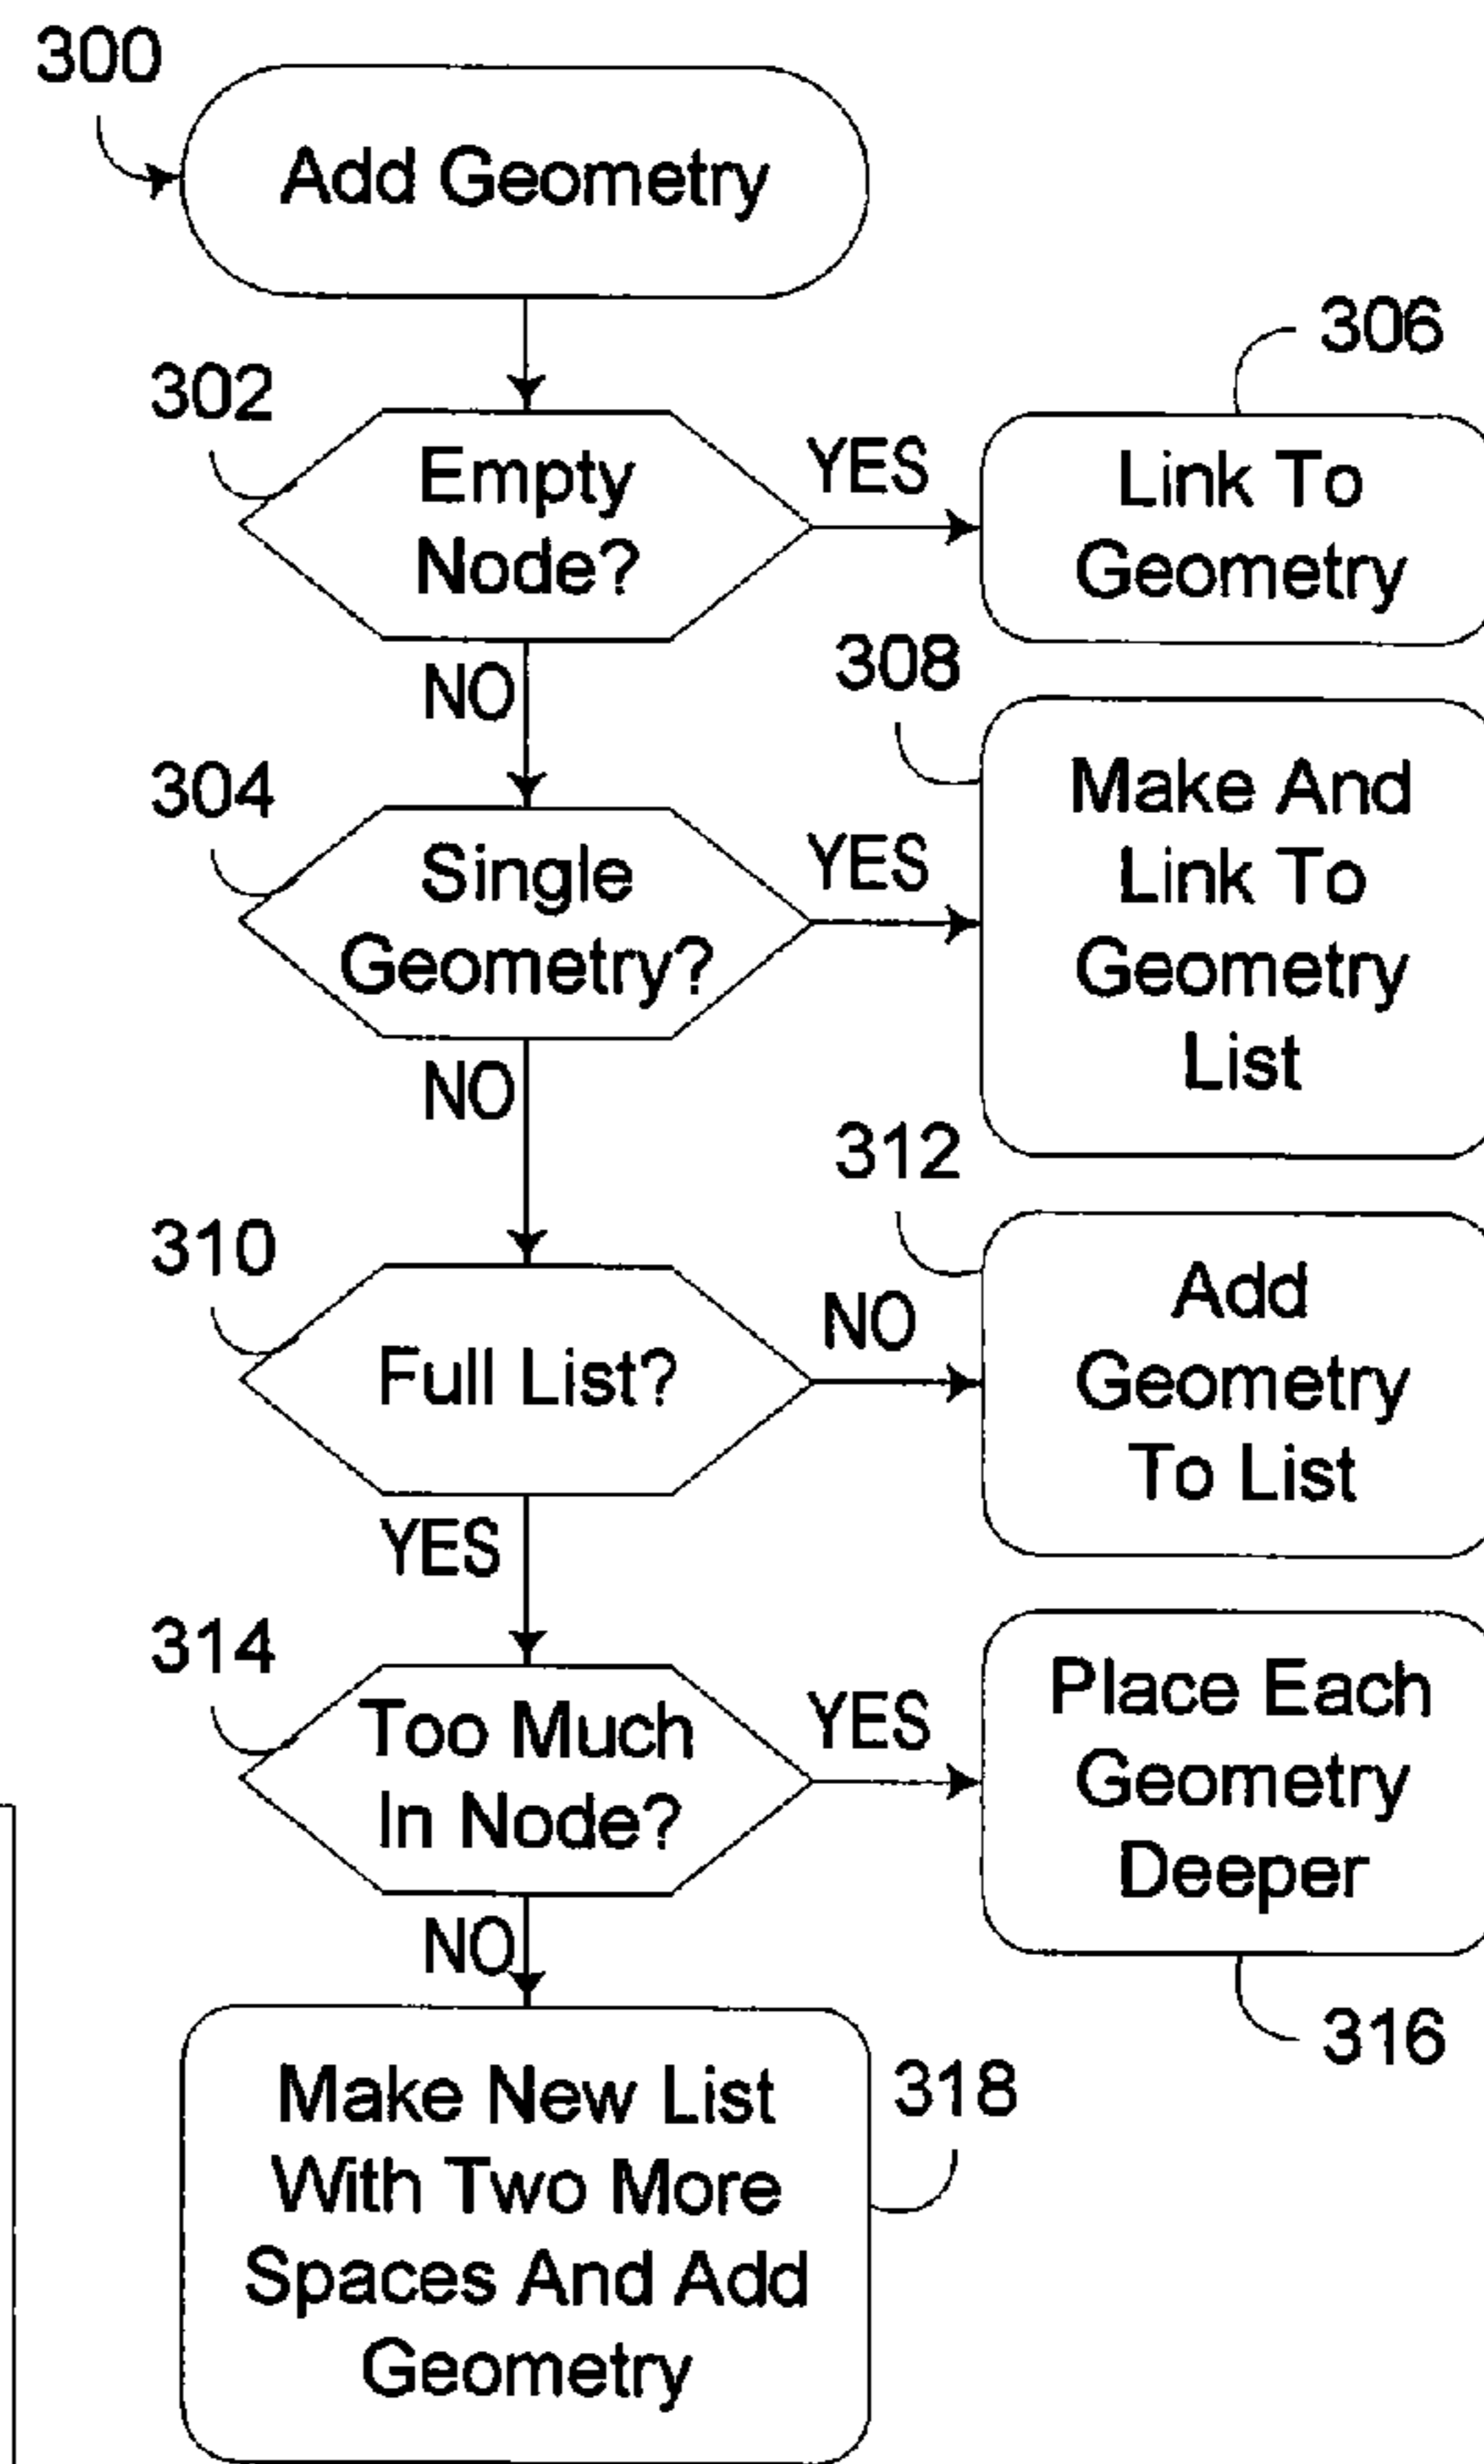 300
Add Geometry
302
Empty
Node?
YES
306
Link To
Geometry
NO
304
Single
Geometry?
YES
308
Make And
Link To
Geometry
List
NO
310
Full List?
NO
312
Add
Geometry
To List
YES
314
Too Much
In Node?
YES
Place Each
Geometry
Deeper
316
NO
Make New List
With Two More
Spaces And Add
Geometry
318